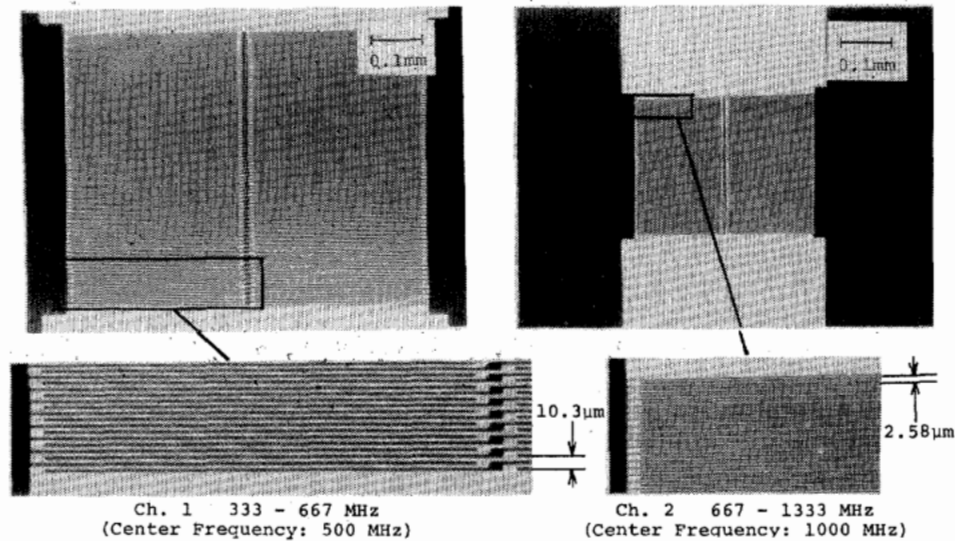 0.1mm
0.1mm
10.3μm
2.58μm
Ch. 1 333 - 667 MHz
(Center Frequency: 500 MHz)
Ch. 2 667 - 1333 MHz
(Center Frequency: 1000 MHz)